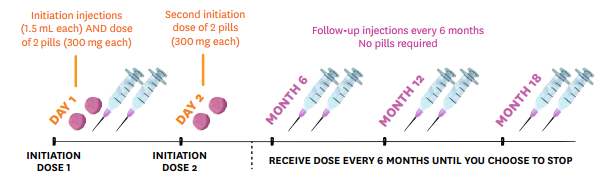 Initiation injections
(1.5 mL each) AND dose
of 2 pills (300 mg each)
Second initiation
dose of 2 pills
(300 mg each)
Follow-up injections every 6 months
No pills required
DAY 1
DAY 2
MONTH 6
MONTH 12
MONTH 18
INITIATION
DOSE 1
INITIATION
DOSE 2
RECEIVE DOSE EVERY 6 MONTHS UNTIL YOU CHOOSE TO STOP